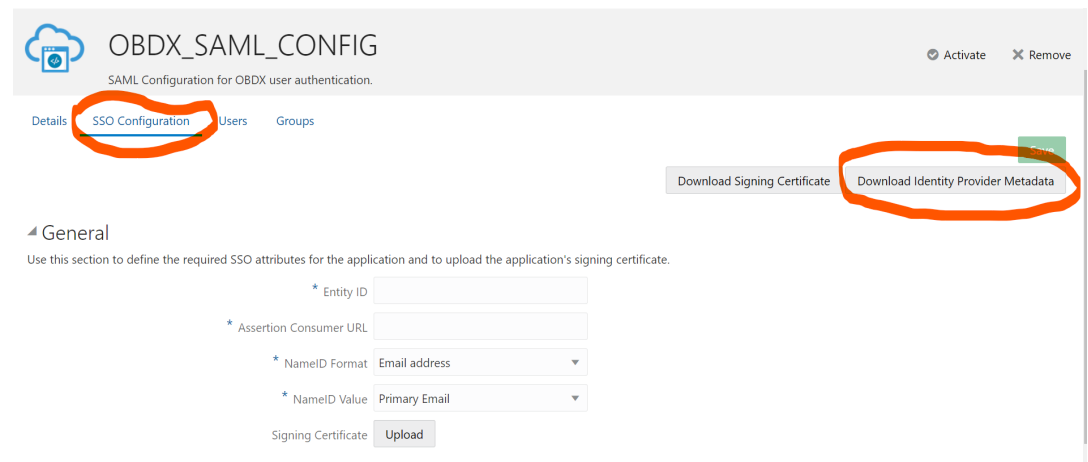 OBDX_SAML_CONFIG
Activate Remove
SAML Configuration for OBDX user authentication.
Details SSO Configuration Users Groups
Save
Download Signing Certificate Download Identity Provider Metadata
General
Use this section to define the required SSO attributes for the application and to upload the application's signing certificate.
* Entity ID
* Assertion Consumer URL
* NameID Format Email address
* NameID Value Primary Email
Signing Certificate Upload